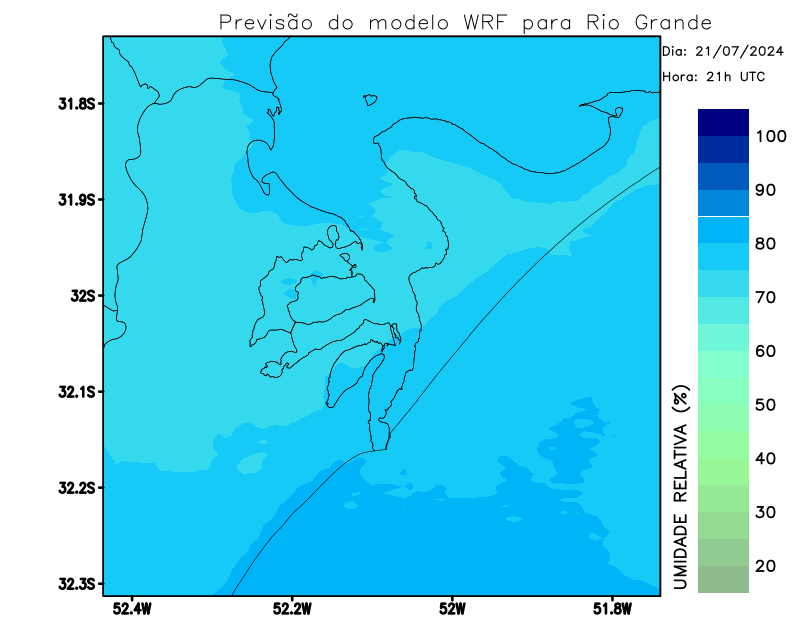 Previsão do modelo WRF para Rio Grande
Dia: 21/07/2024
Hora: 21h UTC
31.8S
31.9S
32S
32.1S
32.2S
32.3S
52.4W
52.2W
52W
51.8W
UMIDADE RELATIVA (%)
100
90
80
70
60
50
40
30
20